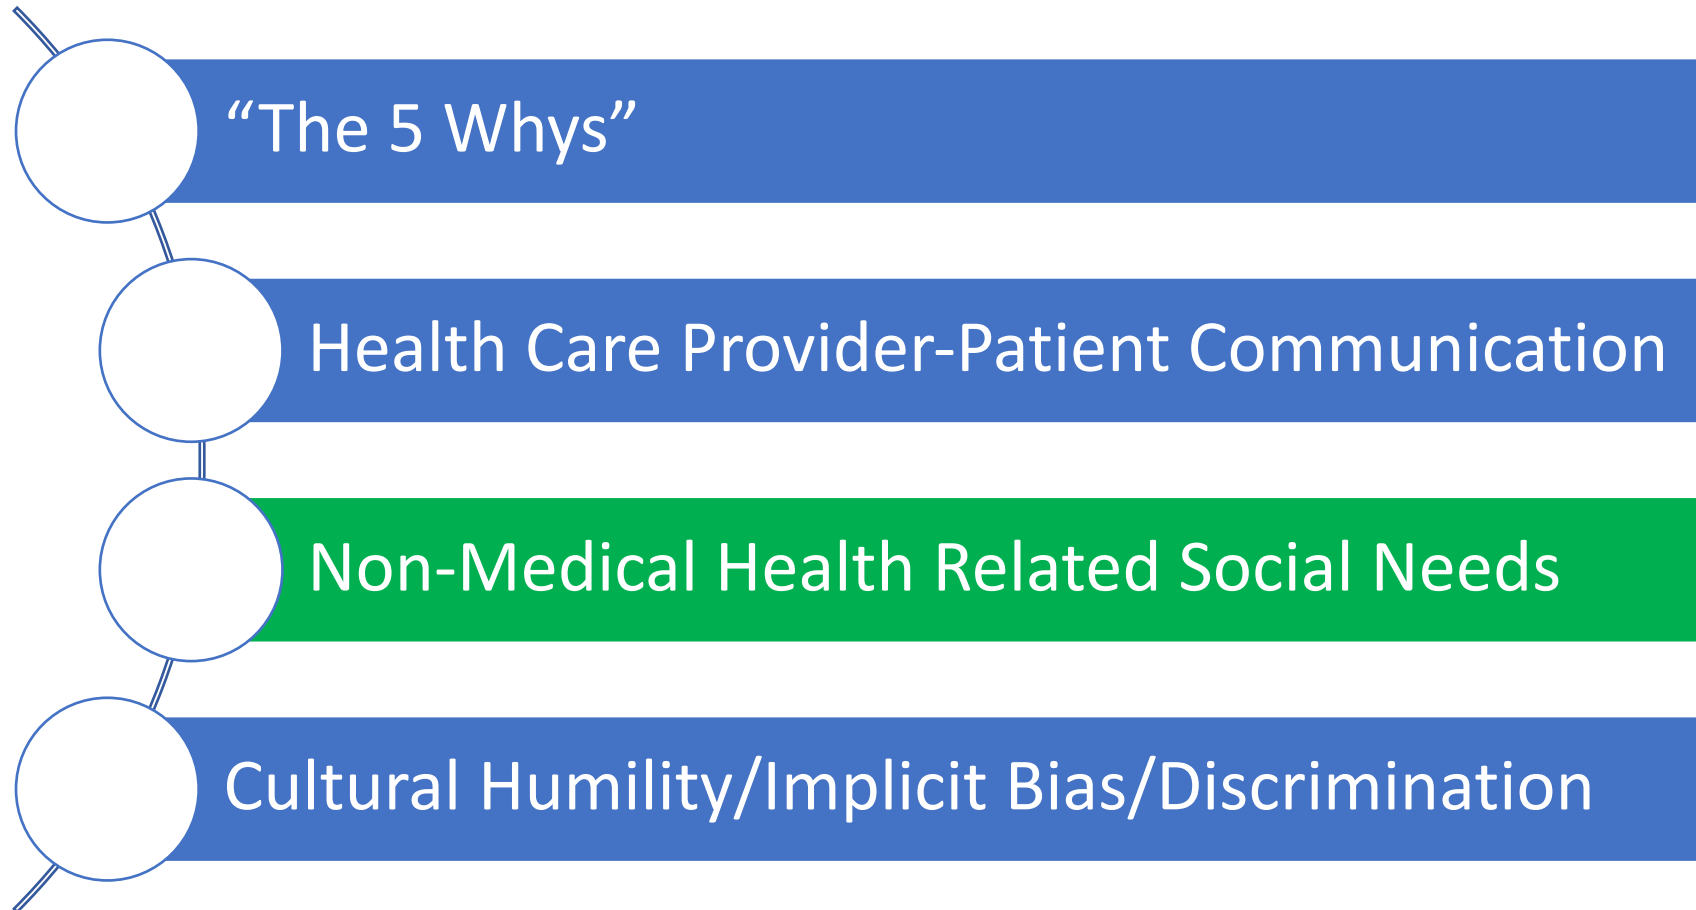 “The 5 Whys”
Health Care Provider-Patient Communication
Non-Medical Health Related Social Needs
Cultural Humility/Implicit Bias/Discrimination